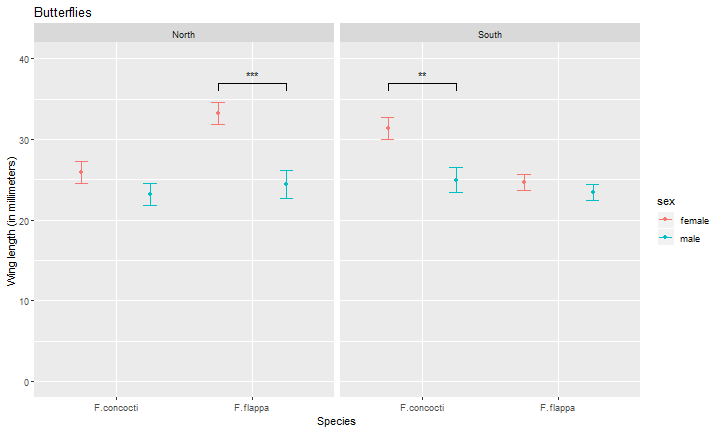 Butterflies
North
South
40
30
20
10
0
***
**
Wing length (in millimeters)
F.concocti
F.flappa
F.concocti
F.flappa
Species
sex
female
male